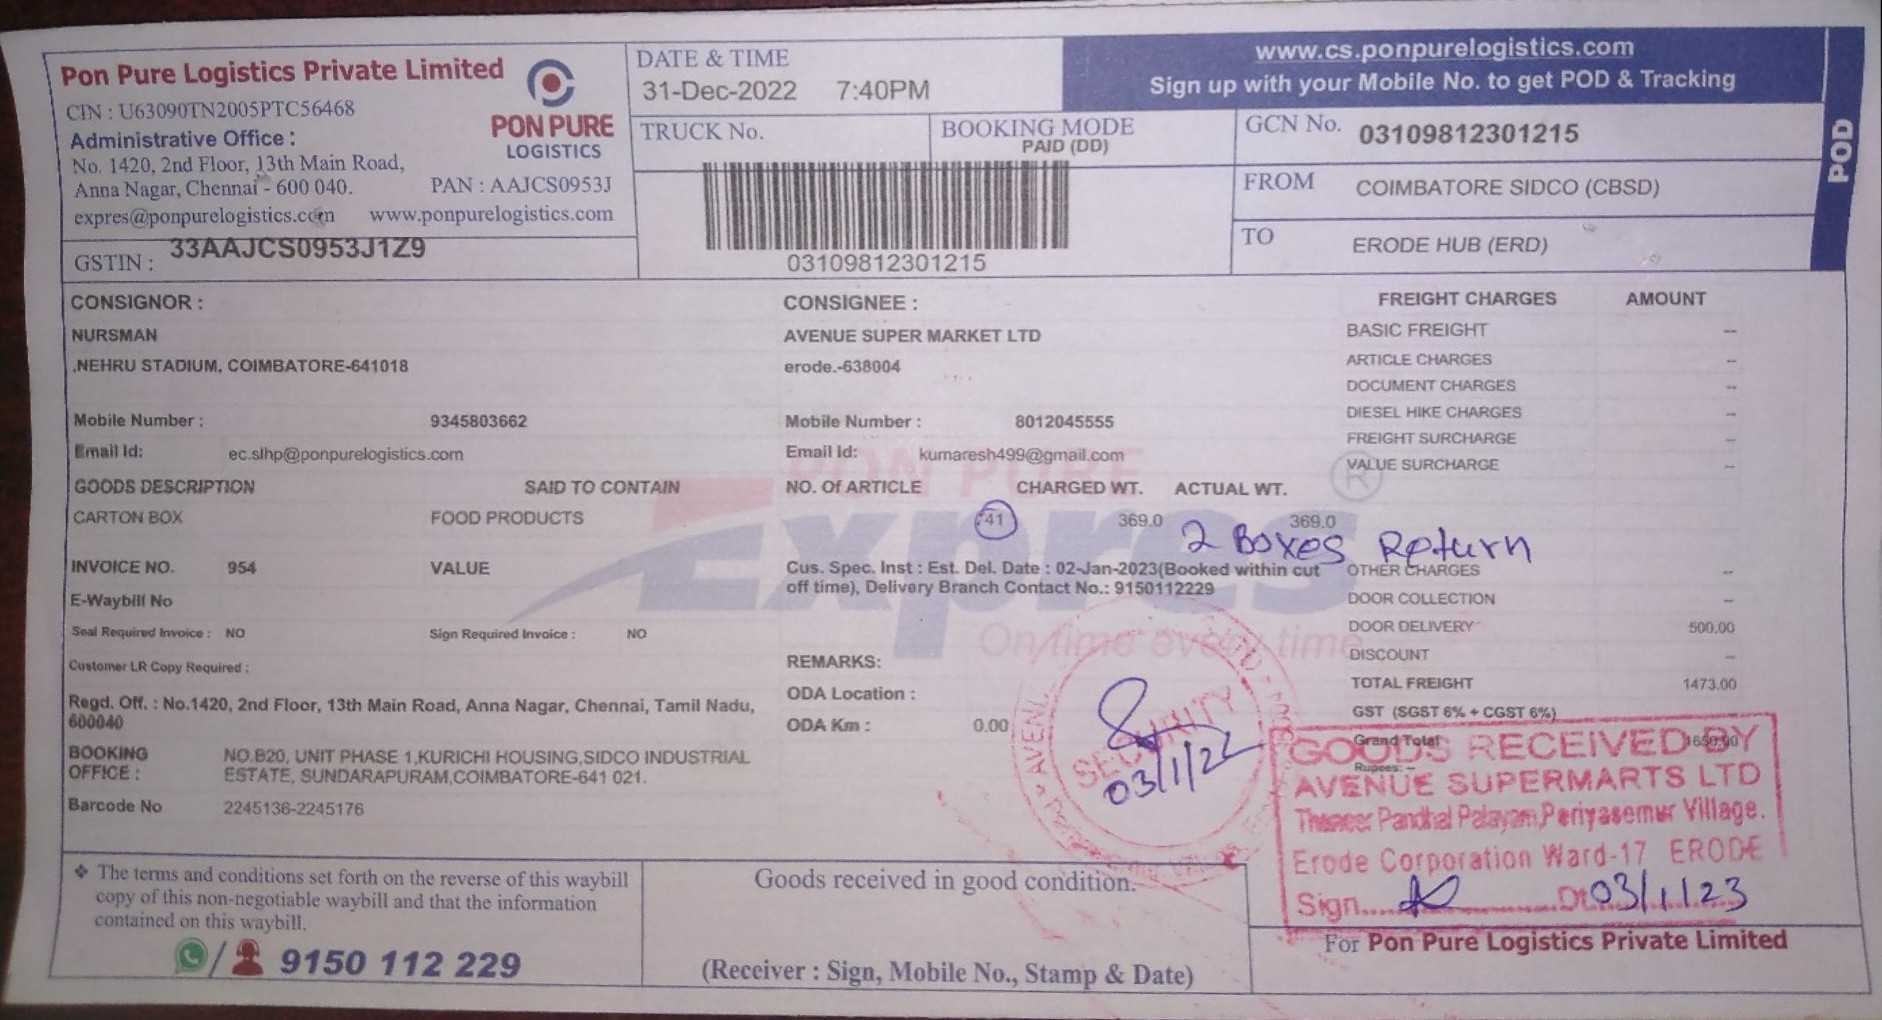 Pon Pure Logistics Private Limited
CIN : U63090TN2005PTC56468
Administrative Office :
No. 1420, 2nd Floor, 13th Main Road,
Anna Nagar, Chennai - 600 040.
PAN : AAJCS0953J
expres@ponpurelogistics.com www.ponpurelogistics.com
PON PURE
LOGISTICS
GSTIN : 33AAJCS0953J1Z9
DATE & TIME
31-Dec-2022 7:40PM
TRUCK No.
BOOKING MODE
PAID (DD)
03109812301215
www.cs.ponpurelogistics.com
Sign up with your Mobile No. to get POD & Tracking
GCN No. 03109812301215
FROM COIMBATORE SIDCO (CBSD)
TO ERODE HUB (ERD)
POD
CONSIGNOR :
NURSMAN
.NEHRU STADIUM, COIMBATORE-641018
Mobile Number : 9345803662
Email Id: ec.slhp@ponpurelogistics.com
CONSIGNEE :
AVENUE SUPER MARKET LTD
erode.-638004
Mobile Number : 8012045555
Email Id: kumaresh499@gmail.com
FREIGHT CHARGES AMOUNT
BASIC FREIGHT --
ARTICLE CHARGES --
DOCUMENT CHARGES --
DIESEL HIKE CHARGES --
FREIGHT SURCHARGE --
VALUE SURCHARGE --
GOODS DESCRIPTION SAID TO CONTAIN NO. Of ARTICLE CHARGED WT. ACTUAL WT.
CARTON BOX FOOD PRODUCTS 41 369.0 369.0
2 Boxes Return
PON PURE
Expres
®
On time every time
INVOICE NO. 954 VALUE
E-Waybill No
Seal Required Invoice : NO Sign Required Invoice : NO
Customer LR Copy Required :
Cus. Spec. Inst : Est. Del. Date : 02-Jan-2023(Booked within cut
off time), Delivery Branch Contact No.: 9150112229
REMARKS:
ODA Location :
ODA Km : 0.00
OTHER CHARGES --
DOOR COLLECTION --
DOOR DELIVERY 500.00
DISCOUNT --
TOTAL FREIGHT 1473.00
GST (SGST 6% + CGST 6%)
Grand Total 1650.00
Rupees: --
Regd. Off. : No.1420, 2nd Floor, 13th Main Road, Anna Nagar, Chennai, Tamil Nadu,
600040
BOOKING OFFICE : NO.B20, UNIT PHASE 1,KURICHI HOUSING,SIDCO INDUSTRIAL
ESTATE, SUNDARAPURAM,COIMBATORE-641 021.
Barcode No 2245136-2245176
SECURITY
03/1/22
GOODS RECEIVED BY
AVENUE SUPERMARTS LTD
Thaneer Pandhal Palayam,Periyasemur Village.
Erode Corporation Ward-17 ERODE
Sign.... Dt 03/1/23
❖ The terms and conditions set forth on the reverse of this waybill
copy of this non-negotiable waybill and that the information
contained on this waybill.
/ 9150 112 229
Goods received in good condition.
(Receiver : Sign, Mobile No., Stamp & Date)
For Pon Pure Logistics Private Limited